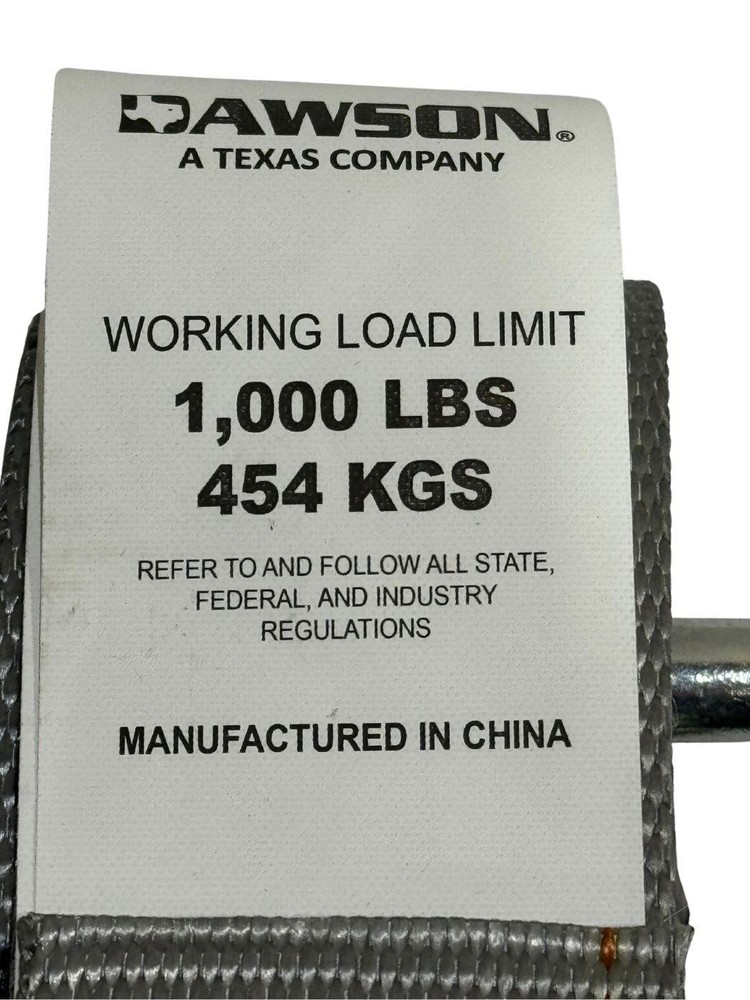 DAWSON®
A TEXAS COMPANY
WORKING LOAD LIMIT
1,000 LBS
454 KGS
REFER TO AND FOLLOW ALL STATE,
FEDERAL, AND INDUSTRY
REGULATIONS
MANUFACTURED IN CHINA